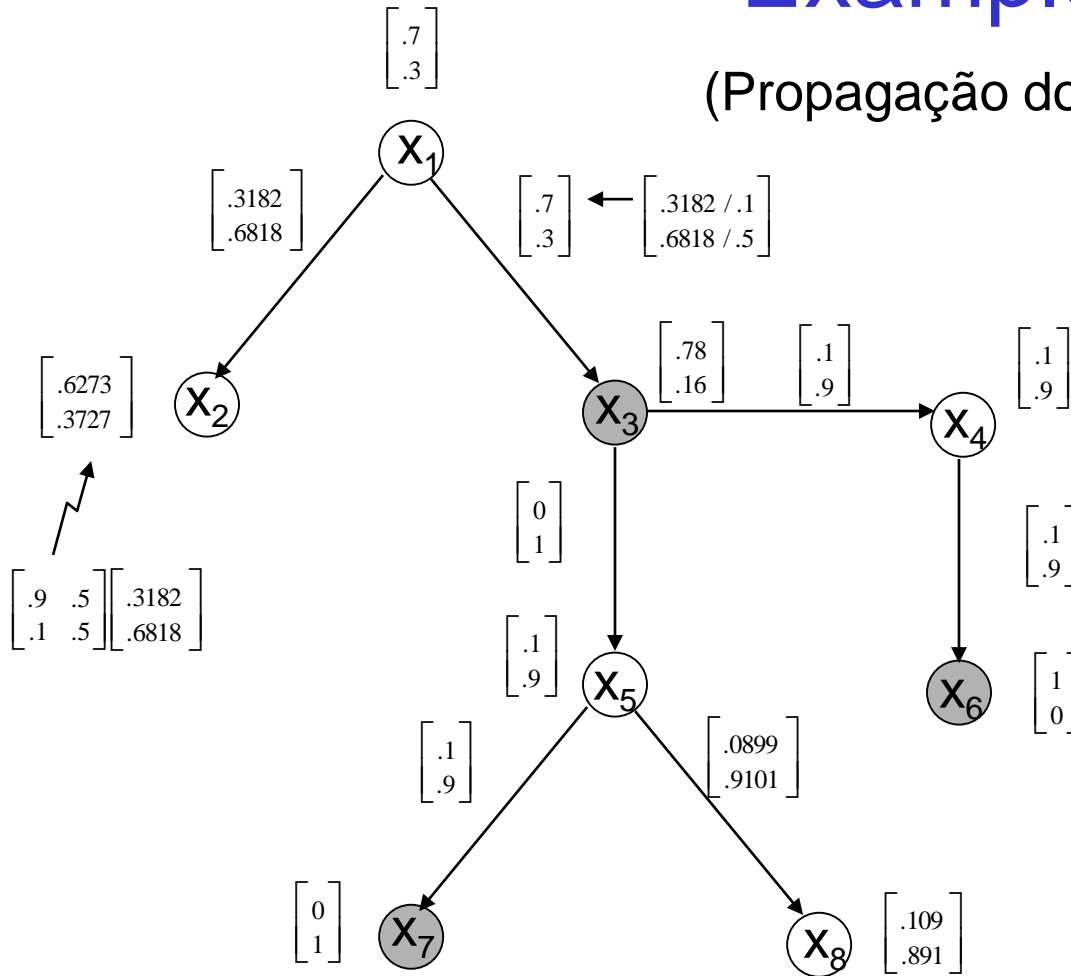 (Propagação do
.7
.3
x1
.3182
.6818
.7
.3
.3182 / .1
.6818 / .5
.6273
.3727
x2
x3
.78
.16
.1
.9
x4
.1
.9
0
1
.1
.9
.9 .5 .3182
.1 .5 .6818
.1
.9
x5
x6
1
0
.1
.9
.0899
.9101
0
1
x7
x8
.109
.891